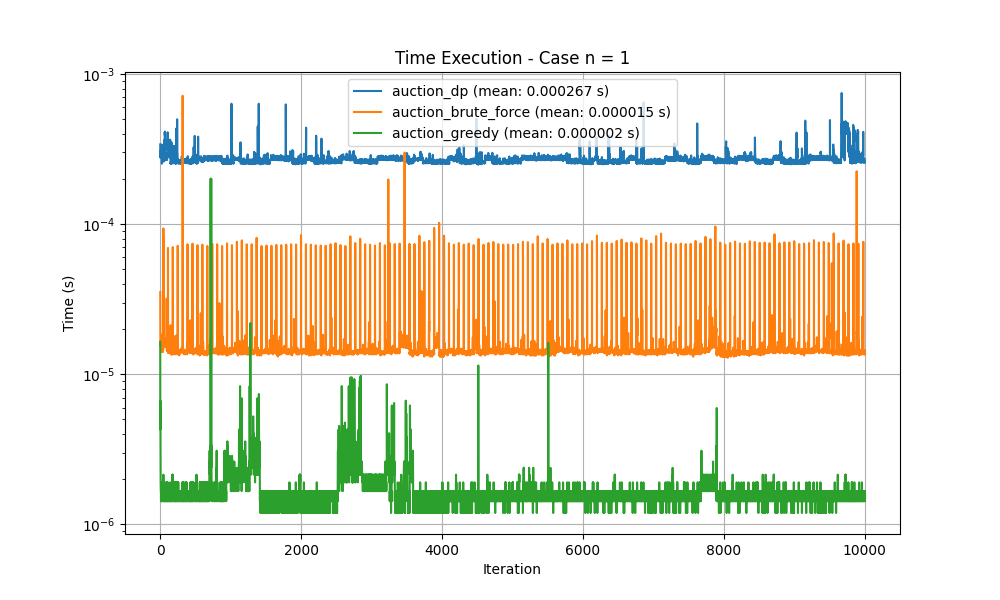 Time Execution - Case n = 1
auction_dp (mean: 0.000267 s)
auction_brute_force (mean: 0.000015 s)
auction_greedy (mean: 0.000002 s)
10⁻³
10⁻⁴
10⁻⁵
10⁻⁶
Time (s)
0 2000 4000 6000 8000 10000
Iteration